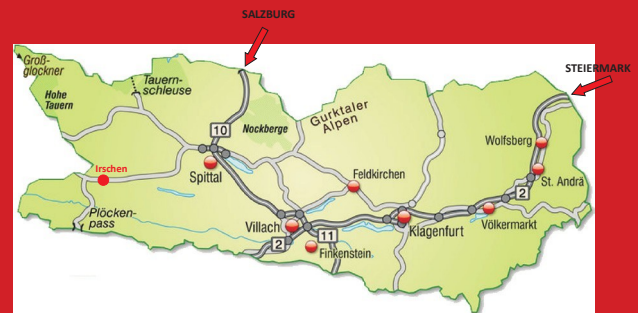 SALZBURG
STEIERMARK
Groß-
glockner
Hohe
Tauern
Tauern-
schleuse
Gurktaler
Alpen
10
Nockberge
Wolfsberg
Irschen
Spittal
Feldkirchen
St. Andrä
2
Plöcken-
pass
Villach
Klagenfurt
Völkermarkt
2
11
Finkenstein